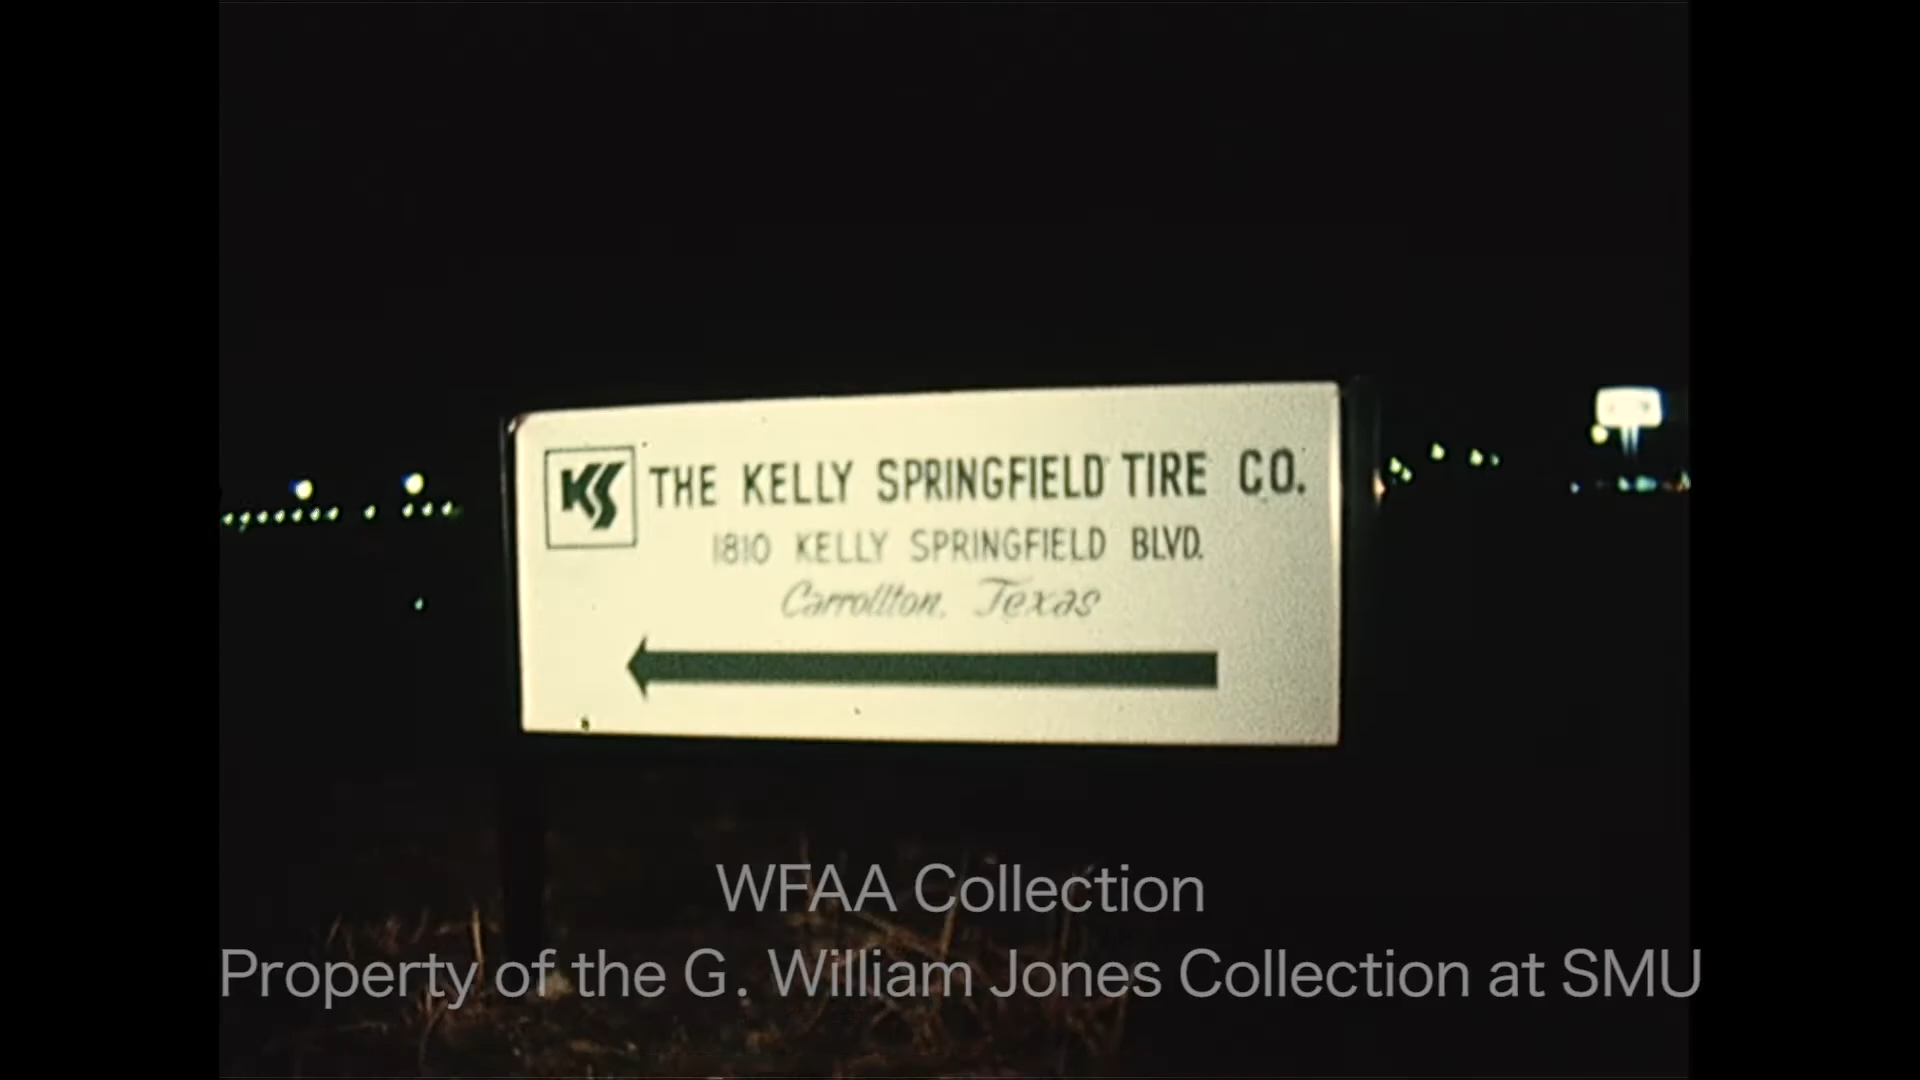 KS THE KELLY SPRINGFIELD TIRE CO.
1810 KELLY SPRINGFIELD BLVD.
Carrollton, Texas
WFAA Collection
Property of the G. William Jones Collection at SMU